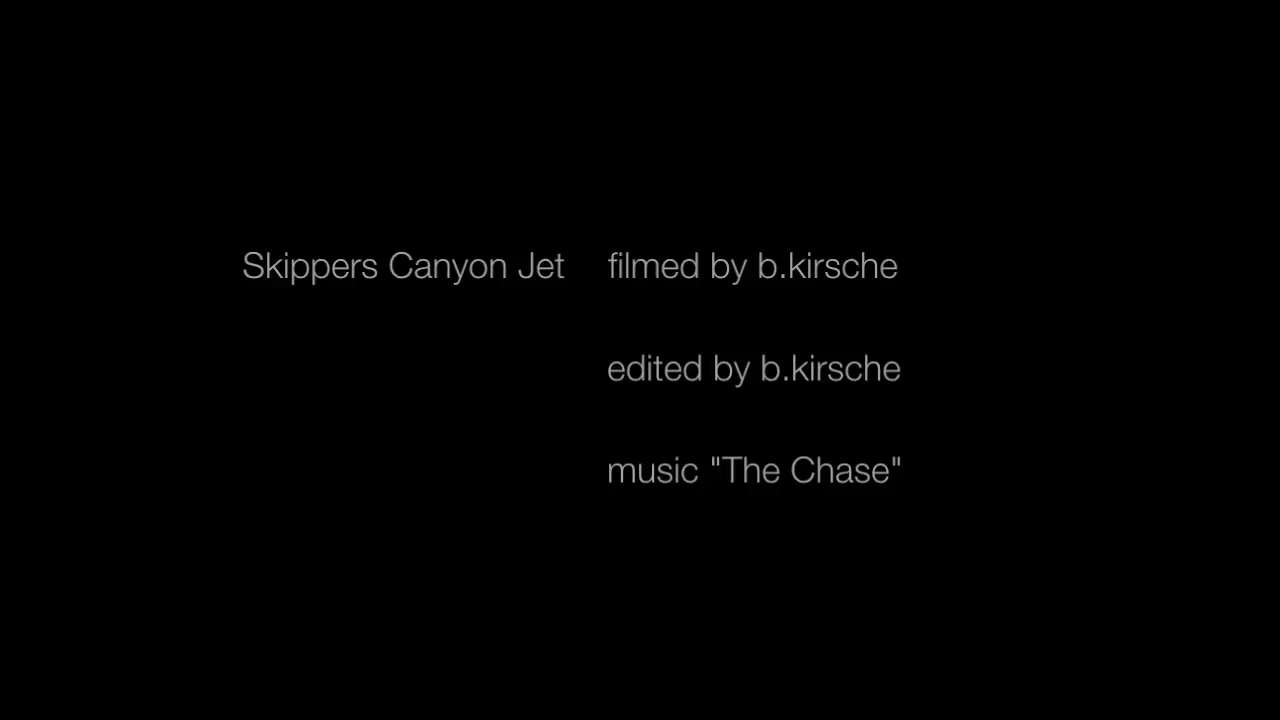 Skippers Canyon Jet filmed by b.kirsche
edited by b.kirsche
music "The Chase"